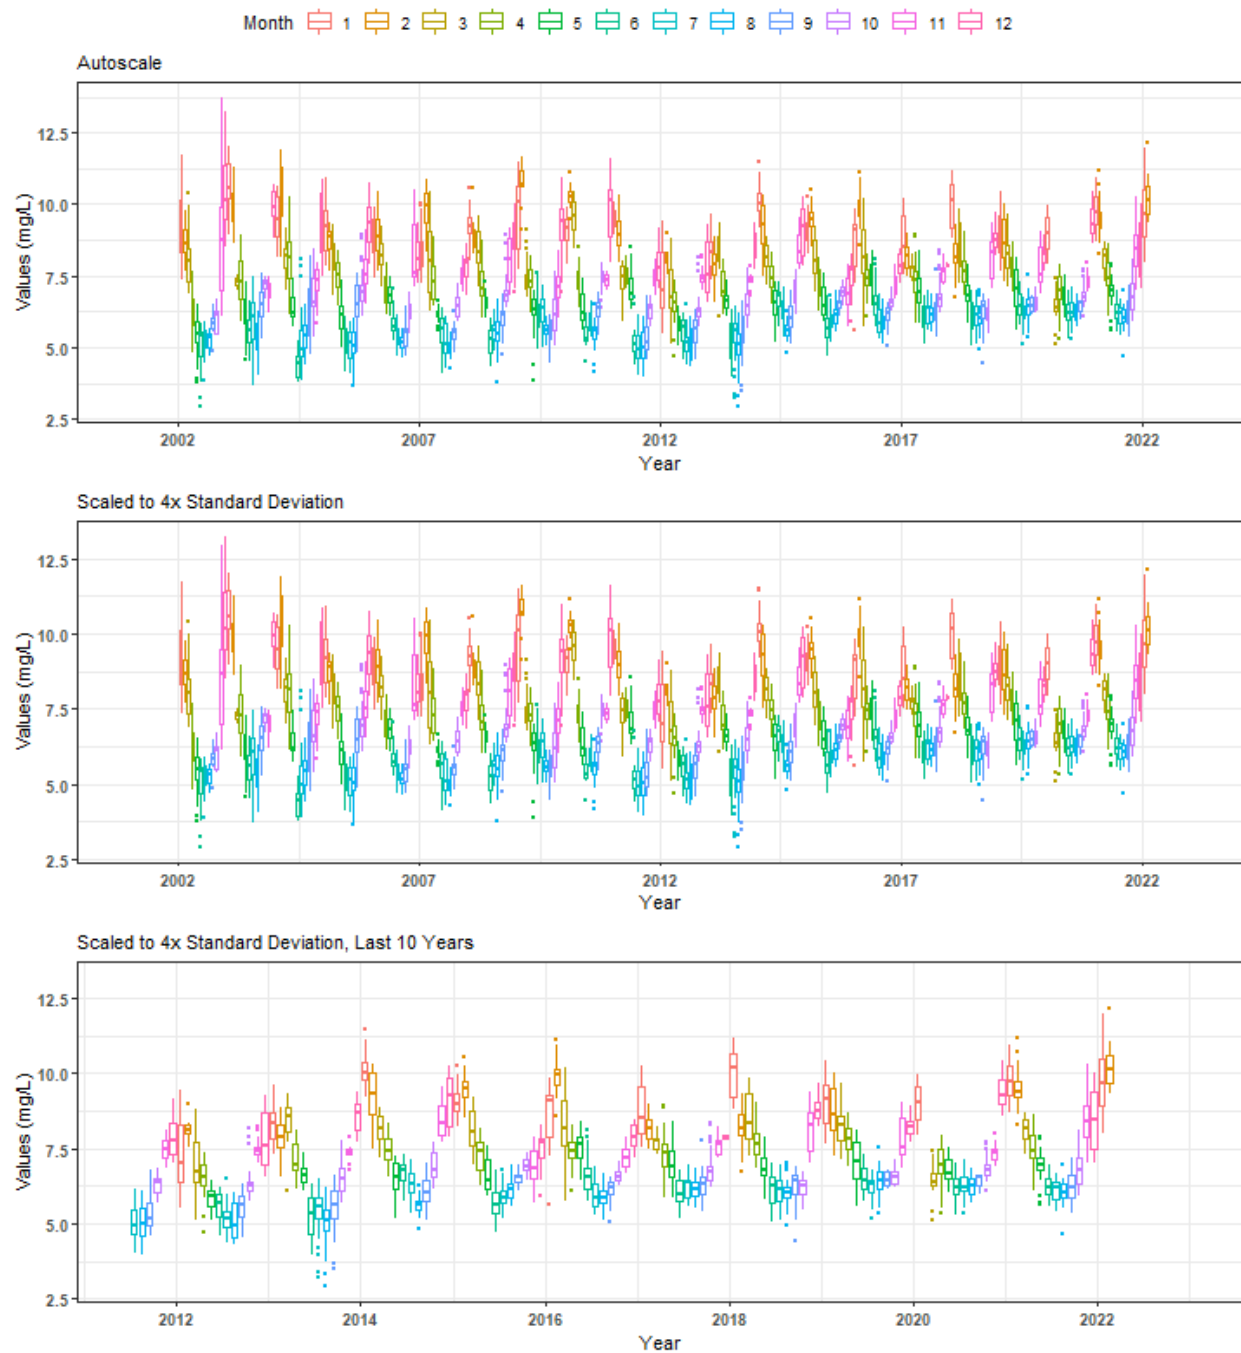 Month 1 2 3 4 5 6 7 8 9 10 11 12
Autoscale
Values (mg/L)
12.5
10.0
7.5
5.0
2.5
2002 2007 2012 2017 2022
Year
Scaled to 4x Standard Deviation
Values (mg/L)
12.5
10.0
7.5
5.0
2.5
2002 2007 2012 2017 2022
Year
Scaled to 4x Standard Deviation, Last 10 Years
Values (mg/L)
12.5
10.0
7.5
5.0
2.5
2012 2014 2016 2018 2020 2022
Year